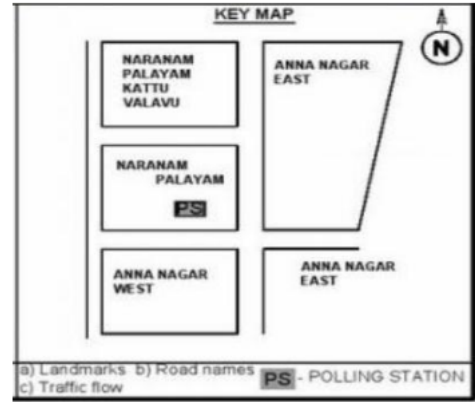 KEY MAP
N
NARANAM
PALAYAM
KATTU
VALAVU
ANNA NAGAR
EAST
NARANAM
PALAYAM
PS
ANNA NAGAR
WEST
ANNA NAGAR
EAST
a) Landmarks b) Road names
c) Traffic flow
PS - POLLING STATION